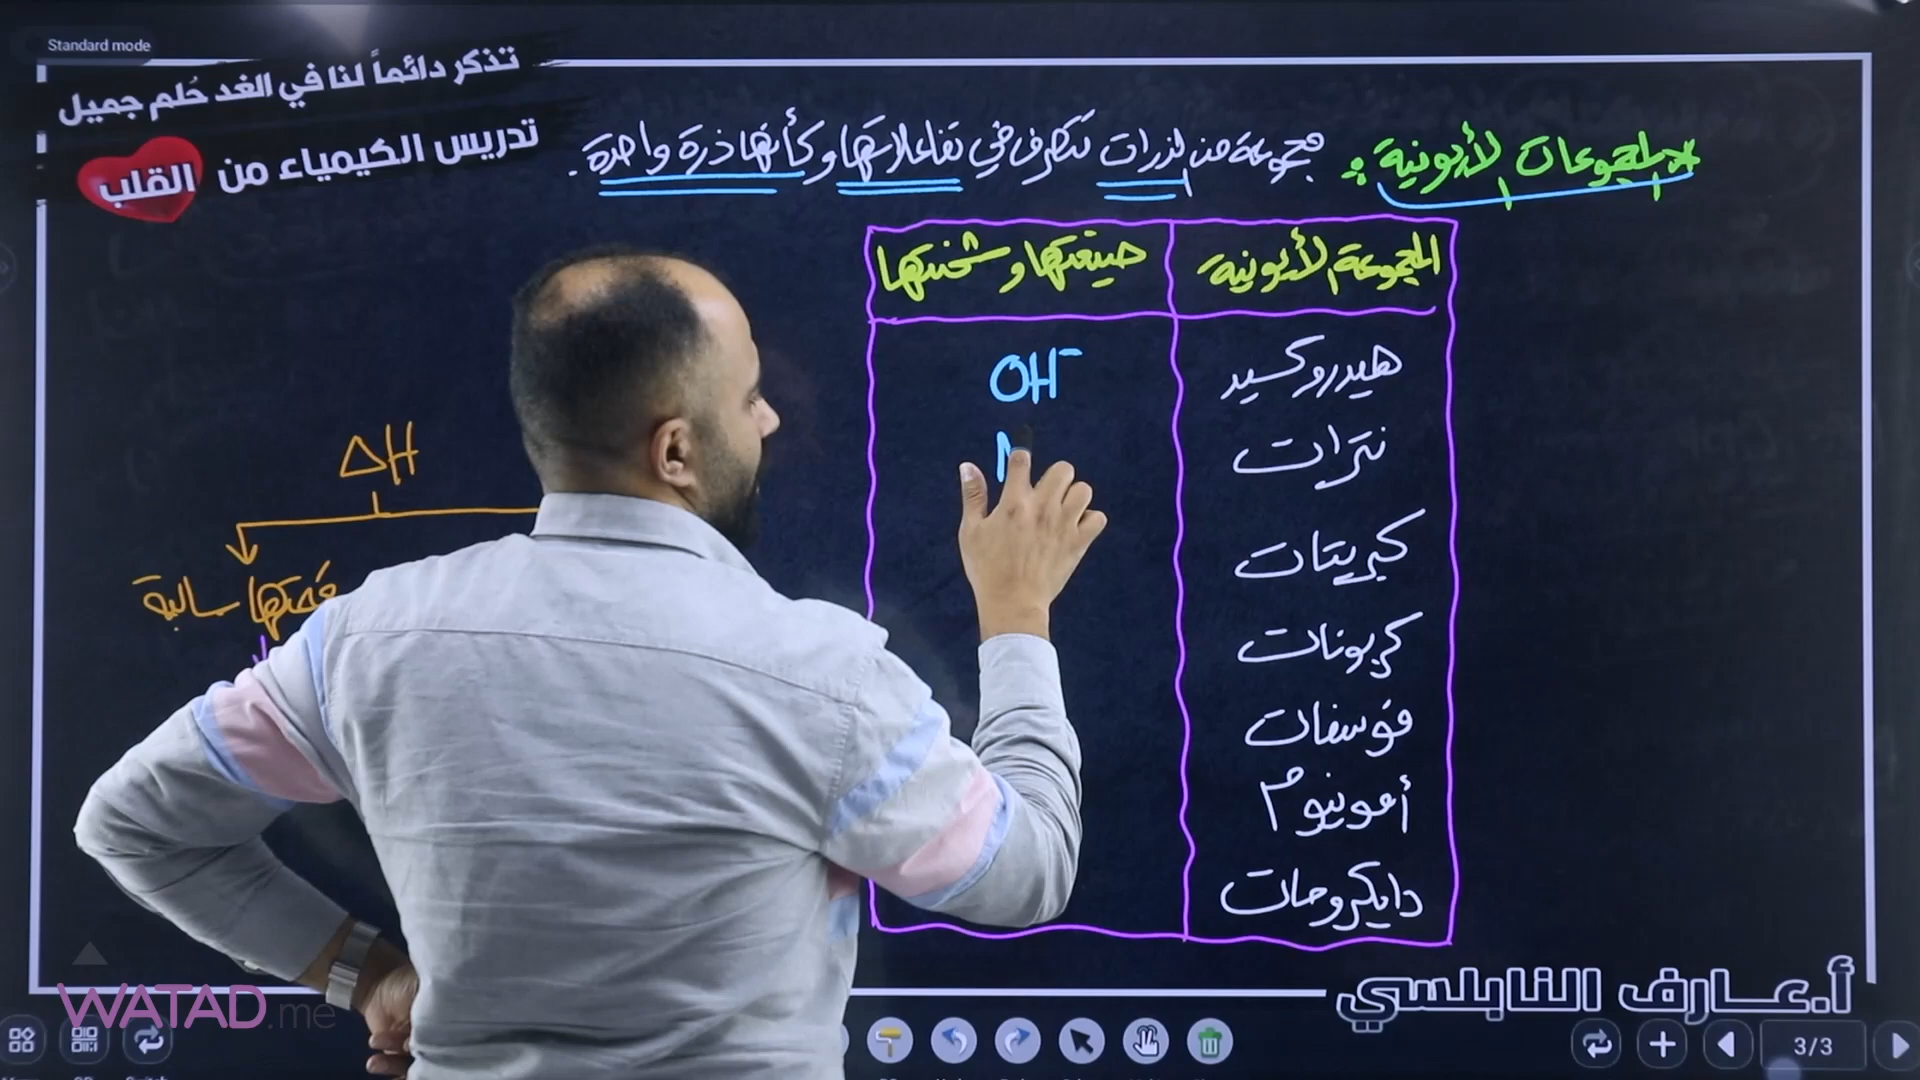 Standard mode
تذكر دائماً لنا في الغد حُلم جميل
تدريس الكيمياء من القلب
* المجموعات الأيونية : مجموعة من الذرات تتصرف في تفاعلاتها وكأنها ذرة واحدة .
المجموعة الأيونية صيغتها وشحنتها
هيدروكسيد OH⁻
نترات N
كبريتات
كربونات
فوسفات
أمونيوم
دايكرومات
ΔH
قيمتها سالبة
أ.عارف النابلسي
WATAD.me
3/3